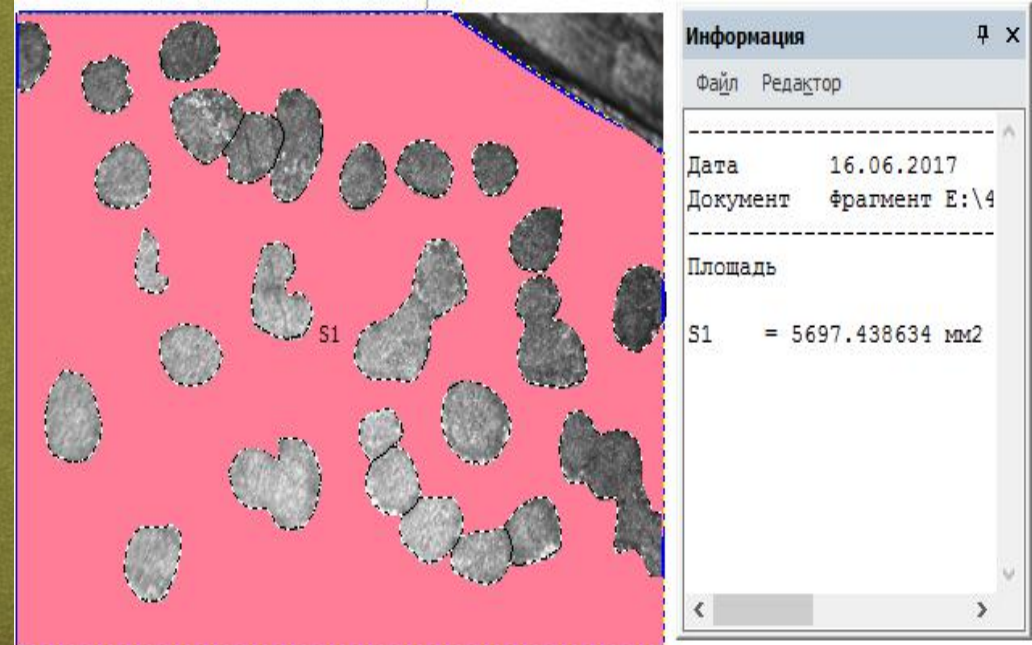 S1
Информация
Файл Редактор
------------------------
Дата 16.06.2017
Документ Фрагмент E:\4
------------------------
Площадь
S1 = 5697.438634 мм2